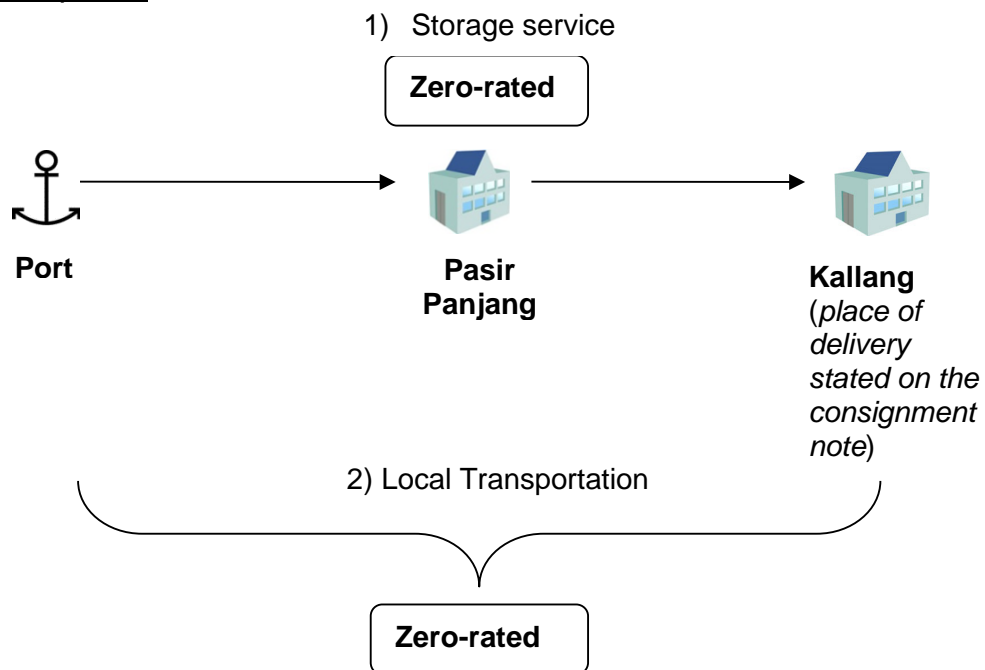 1) Storage service
Zero-rated
Port
Pasir
Panjang
Kallang
(place of
delivery
stated on the
consignment
note)
2) Local Transportation
Zero-rated